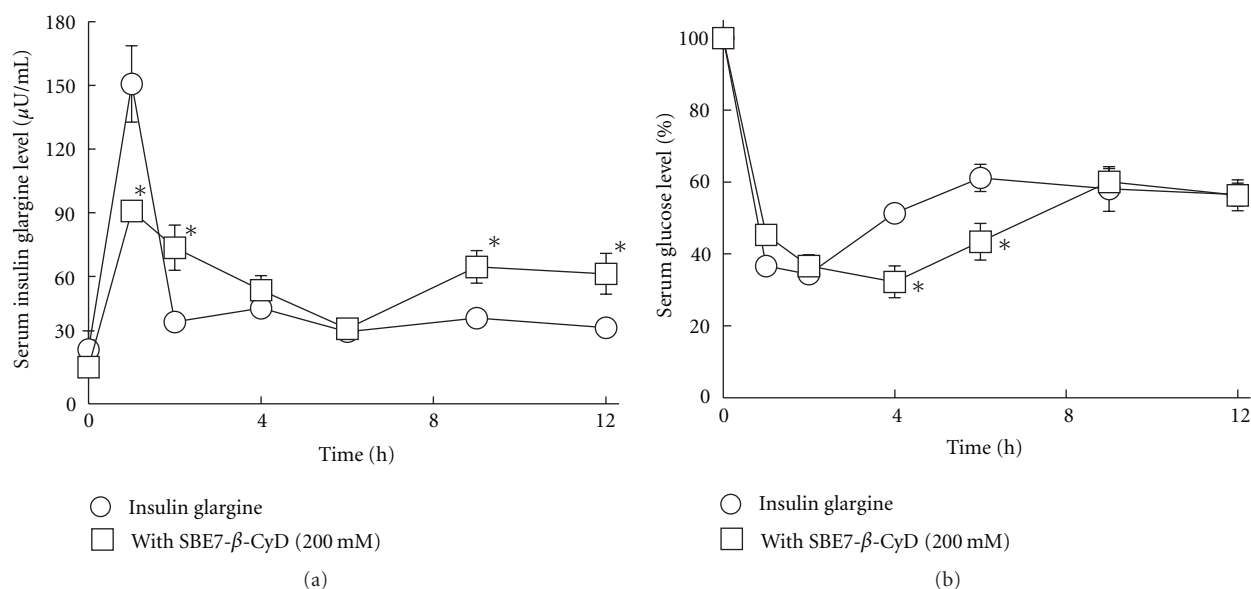 Serum insulin glargine level (μU/mL)
180
150
120
90
60
30
0
*
*
*
*
0
4
8
12
Time (h)
Insulin glargine
With SBE7-β-CyD (200 mM)
(a)
Serum glucose level (%)
100
80
60
40
20
0
*
*
0
4
8
12
Time (h)
Insulin glargine
With SBE7-β-CyD (200 mM)
(b)